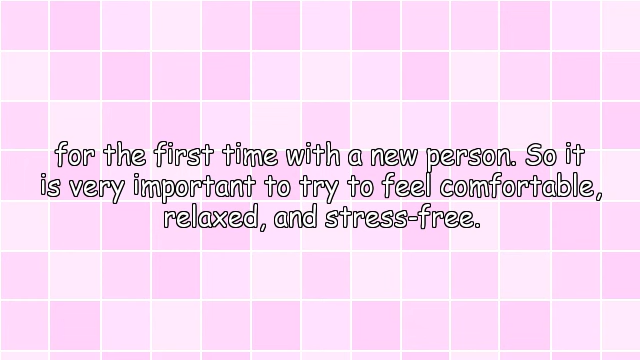 for the first time with a new person. So it
is very important to try to feel comfortable,
relaxed, and stress-free.